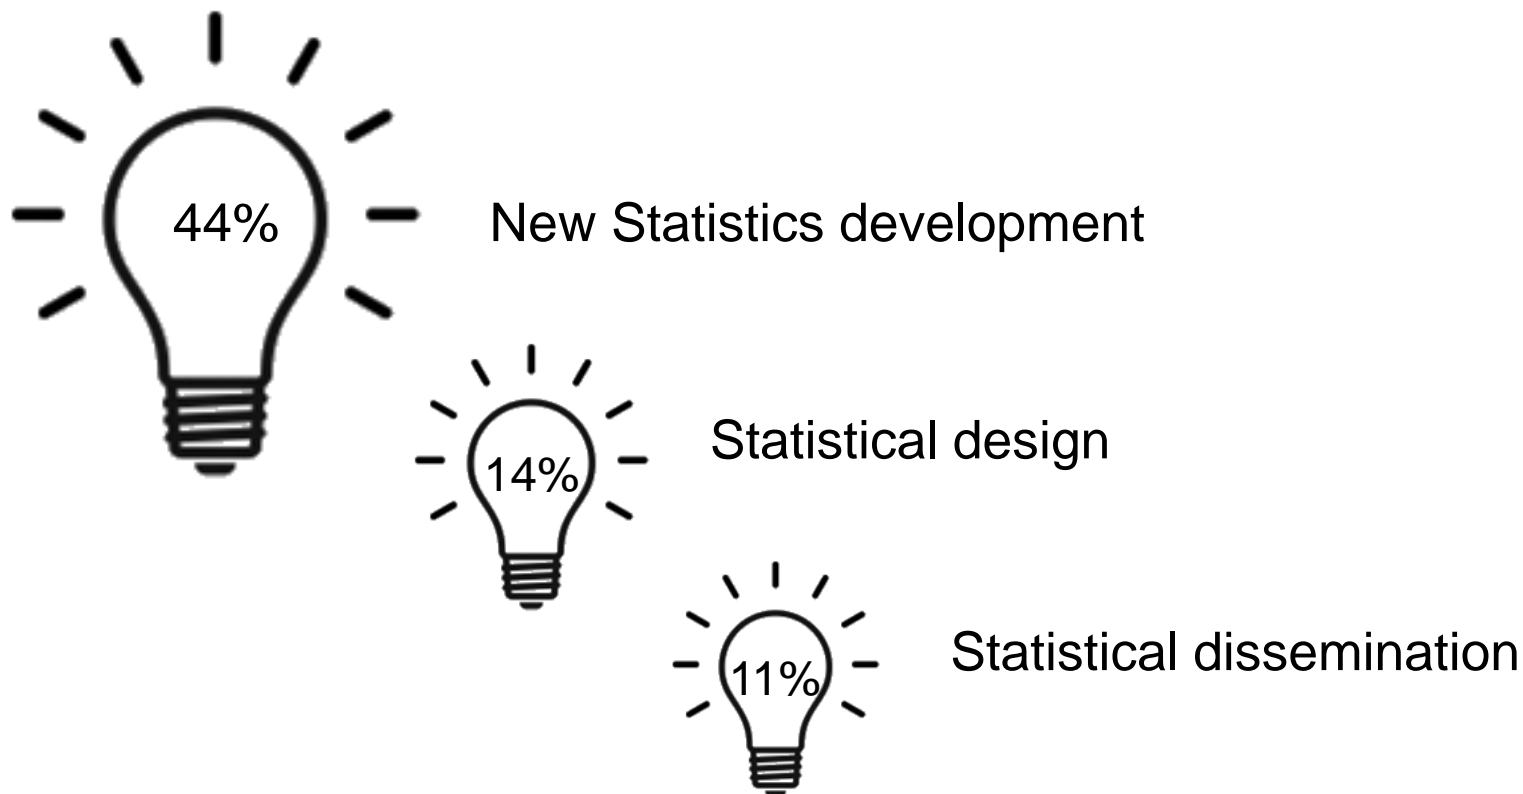 44%
New Statistics development
14%
Statistical design
11%
Statistical dissemination